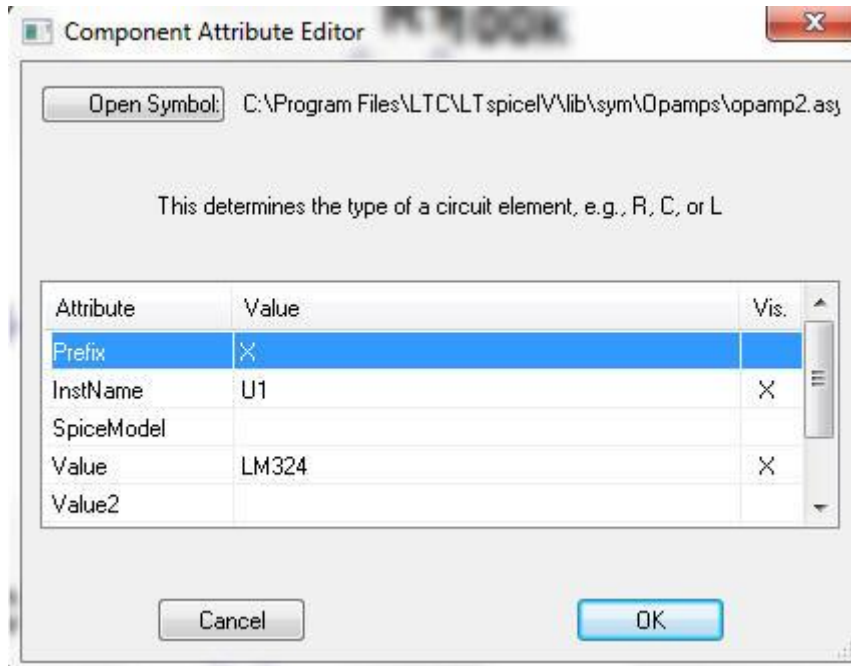 Component Attribute Editor
Open Symbol: C:\Program Files\LTC\LTspiceIV\lib\sym\Opamps\opamp2.asy
This determines the type of a circuit element, e.g., R, C, or L
Attribute Value Vis.
Prefix X
InstName U1 X
SpiceModel
Value LM324 X
Value2
Cancel OK